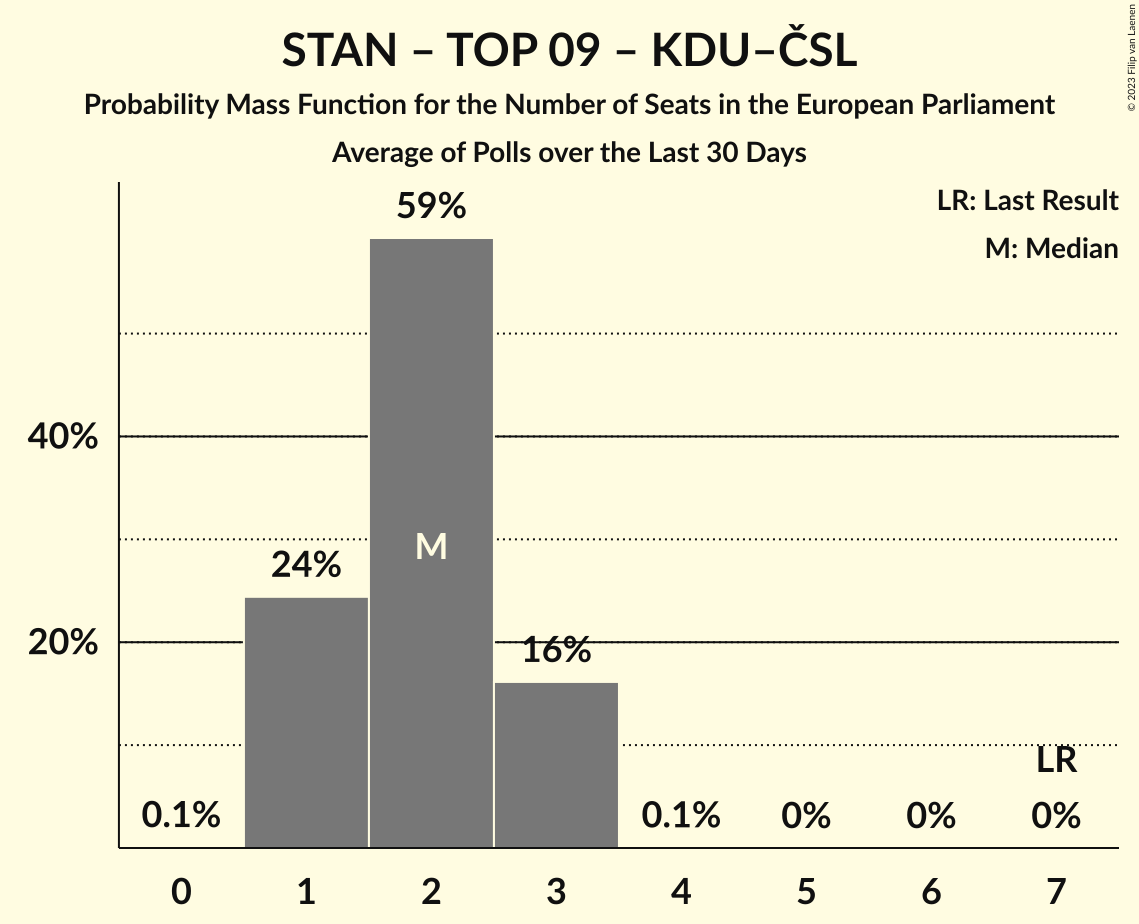 STAN – TOP 09 – KDU–ČSL
Probability Mass Function for the Number of Seats in the European Parliament
Average of Polls over the Last 30 Days
© 2023 Filip van Laenen
LR: Last Result
M: Median
59%
40%
M
24%
20%
16%
LR
0.1%
0.1%
0%
0%
0%
0 1 2 3 4 5 6 7